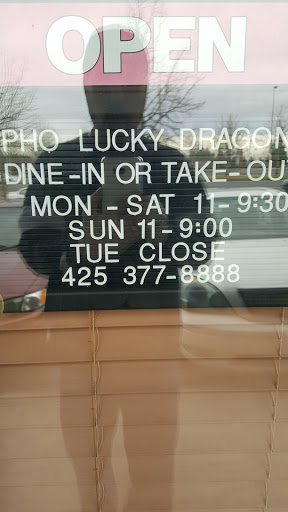 OPEN
PHO LUCKY DRAGON
DINE-IN OR TAKE-OU
MON - SAT 11-9:30
SUN 11-9:00
TUE CLOSE
425 377-8888